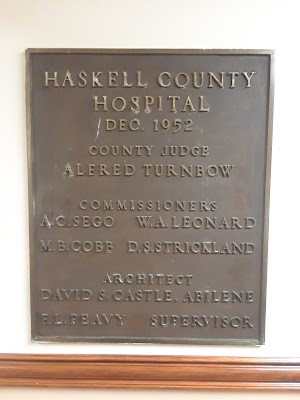 HASKELL COUNTY
HOSPITAL
DEC. 1952
COUNTY JUDGE
ALFRED TURNBOW
COMMISSIONERS
A.C. SEGO W.A. LEONARD
M.B. COBB D.S. STRICKLAND
ARCHITECT
DAVID S. CASTLE, ABILENE
F.L. PEAVY SUPERVISOR